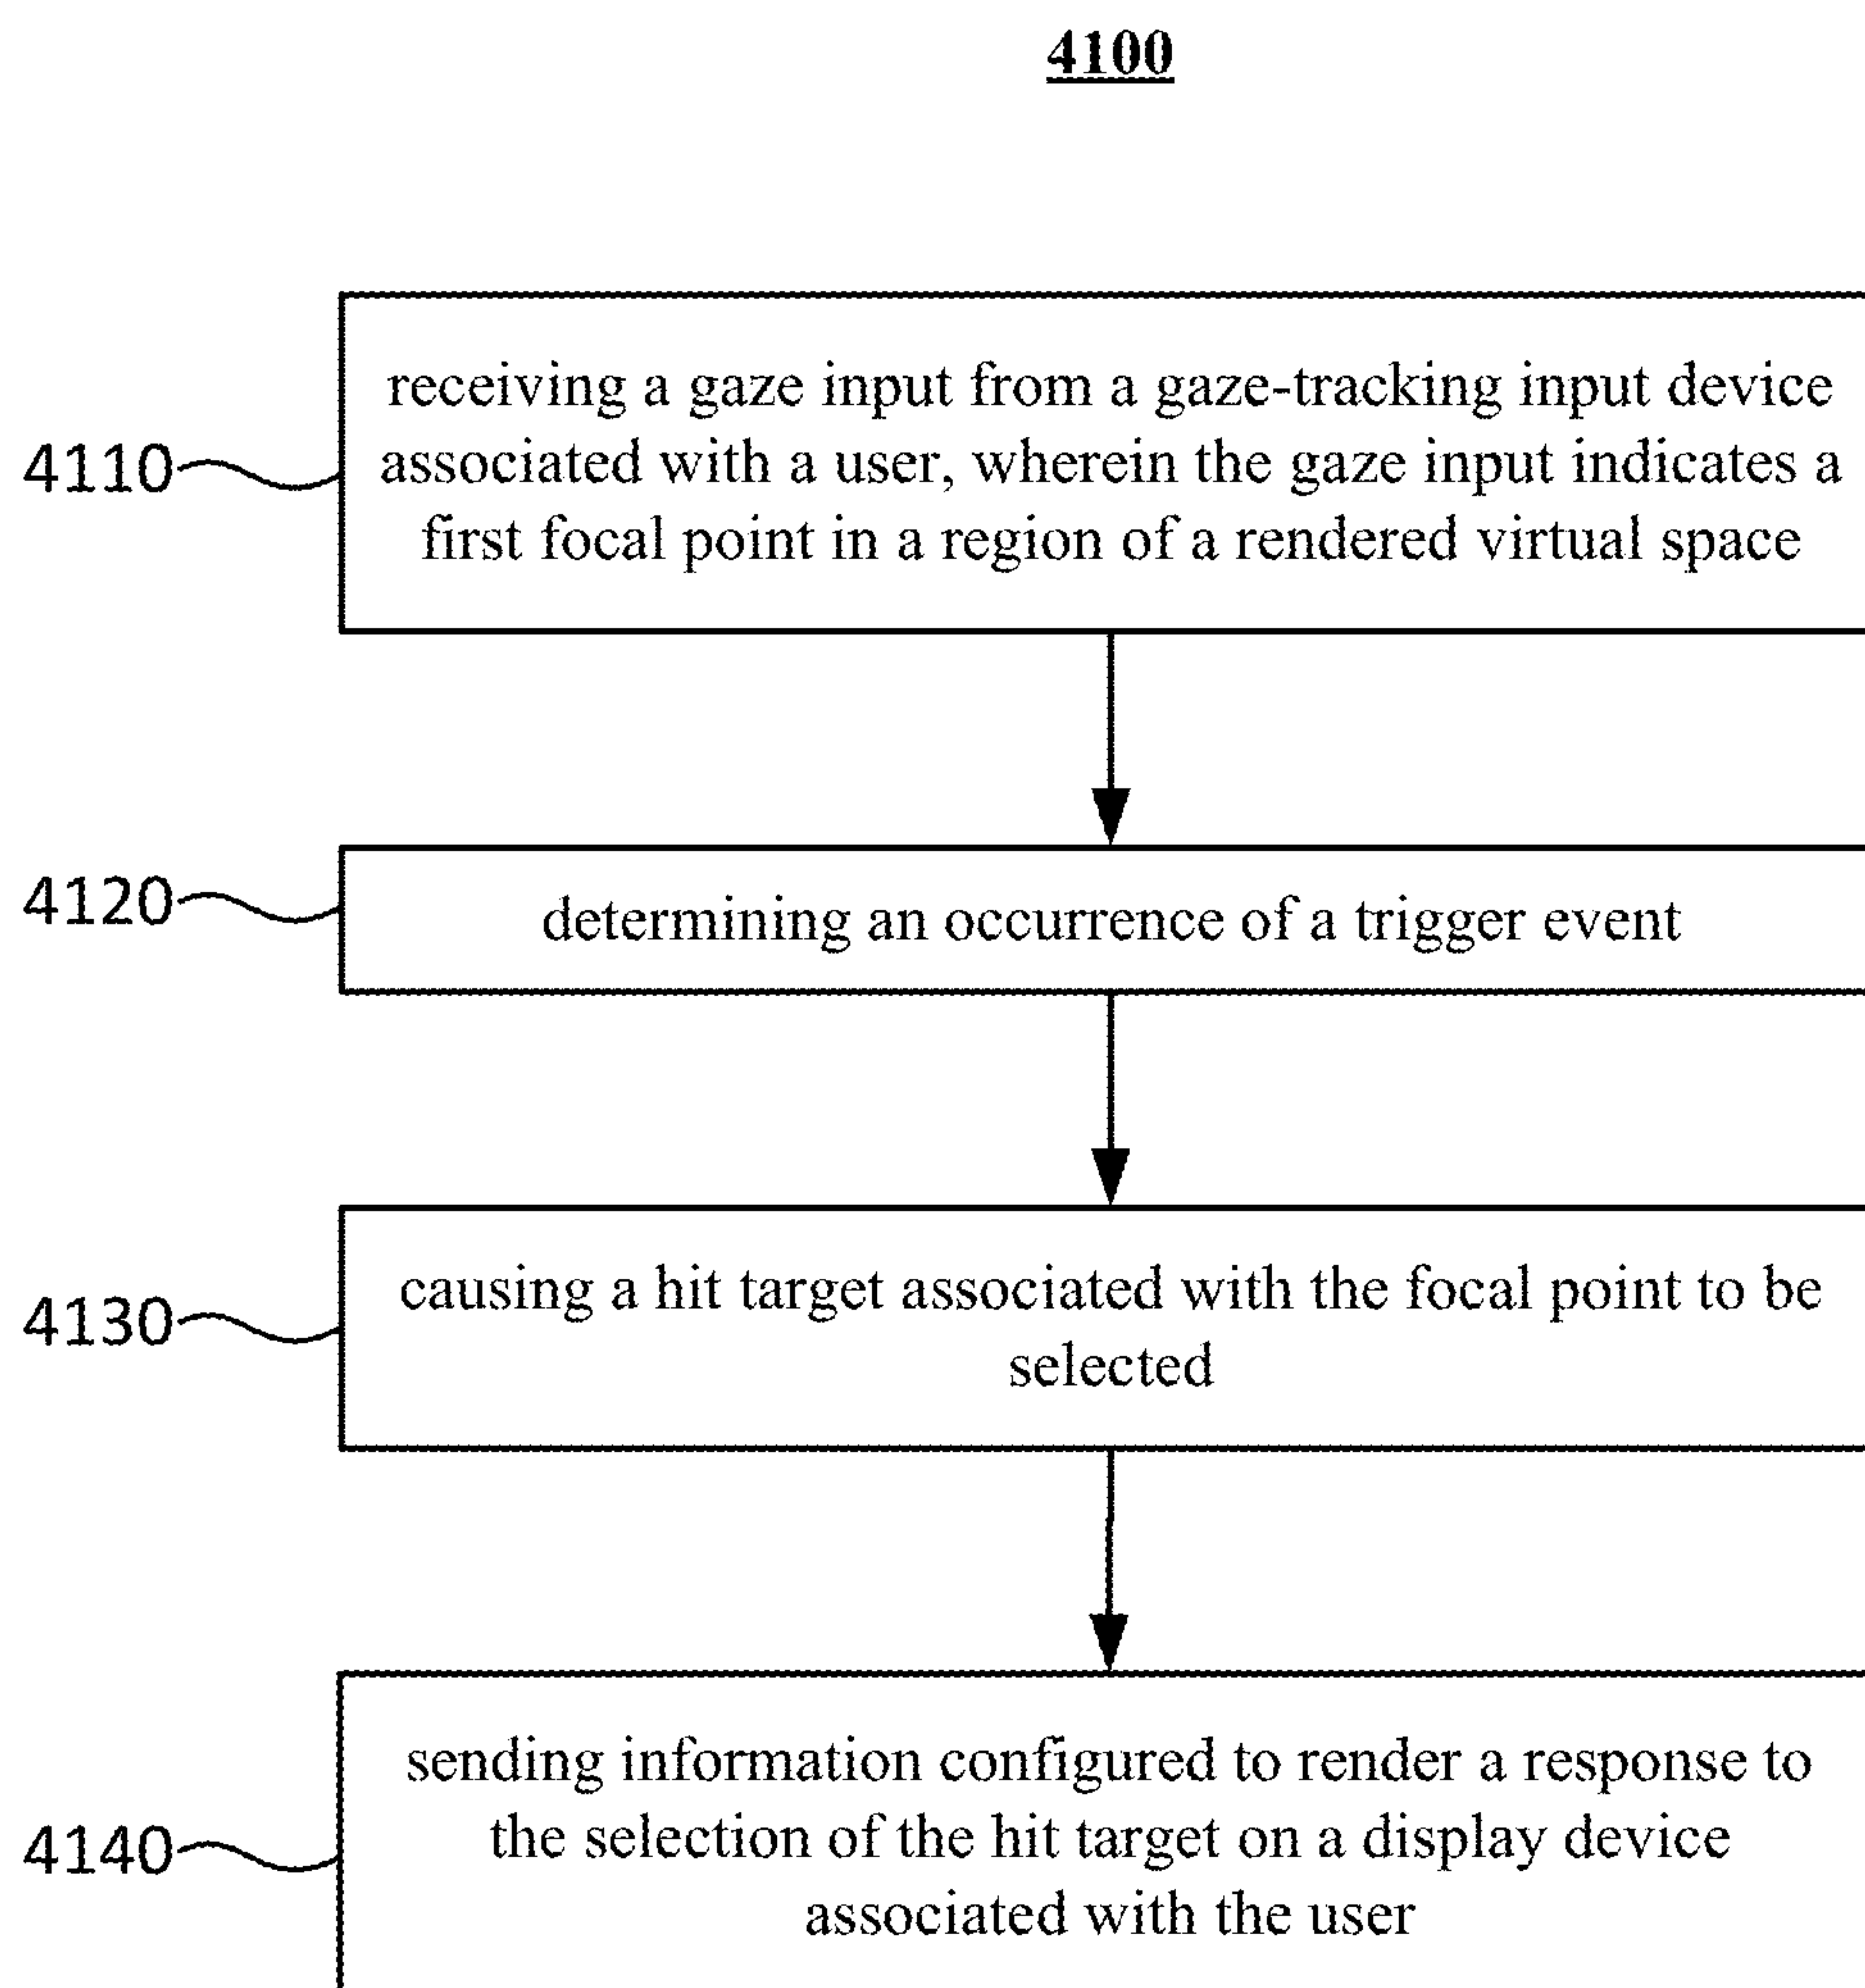 4100
4110
receiving a gaze input from a gaze-tracking input device
associated with a user, wherein the gaze input indicates a
first focal point in a region of a rendered virtual space
4120
determining an occurrence of a trigger event
4130
causing a hit target associated with the focal point to be
selected
4140
sending information configured to render a response to
the selection of the hit target on a display device
associated with the user